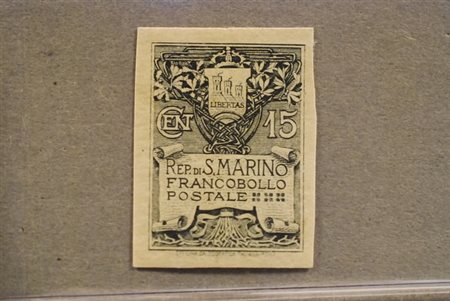 LIBERTAS
CENT 15
REP. DI S. MARINO
FRANCOBOLLO
POSTALE